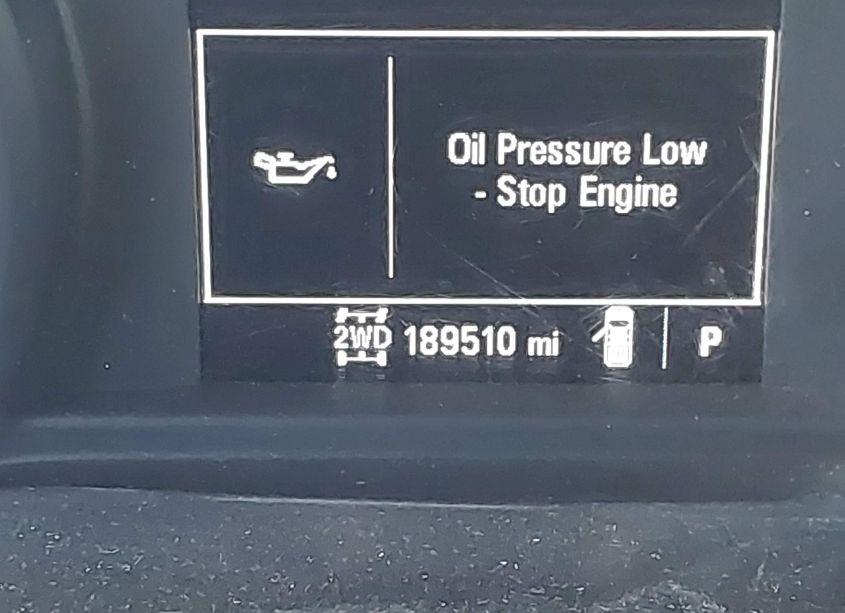 Oil Pressure Low
- Stop Engine
2WD 189510 mi P